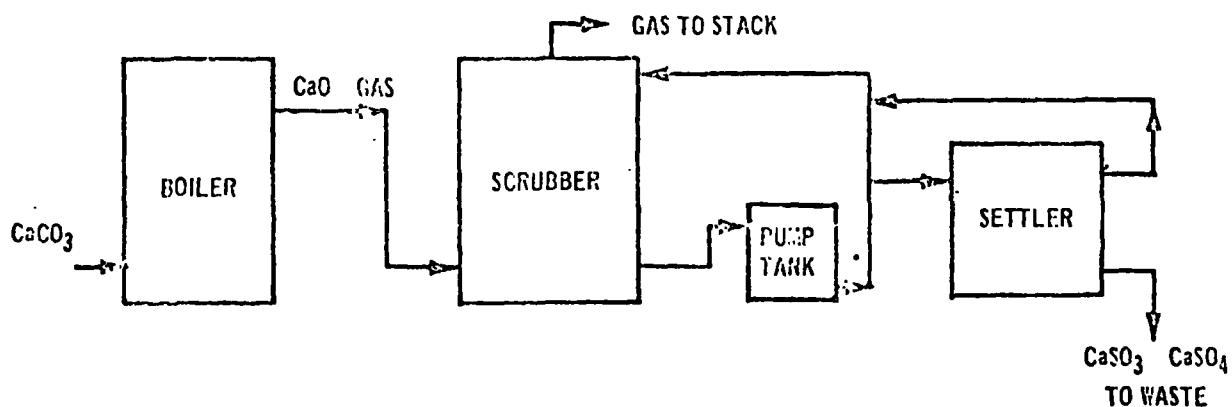 GAS TO STACK
CaO GAS
BOILER
SCRUBBER
CaCO₃
PUMP
TANK
SETTLER
CaSO₃ CaSO₄
TO WASTE